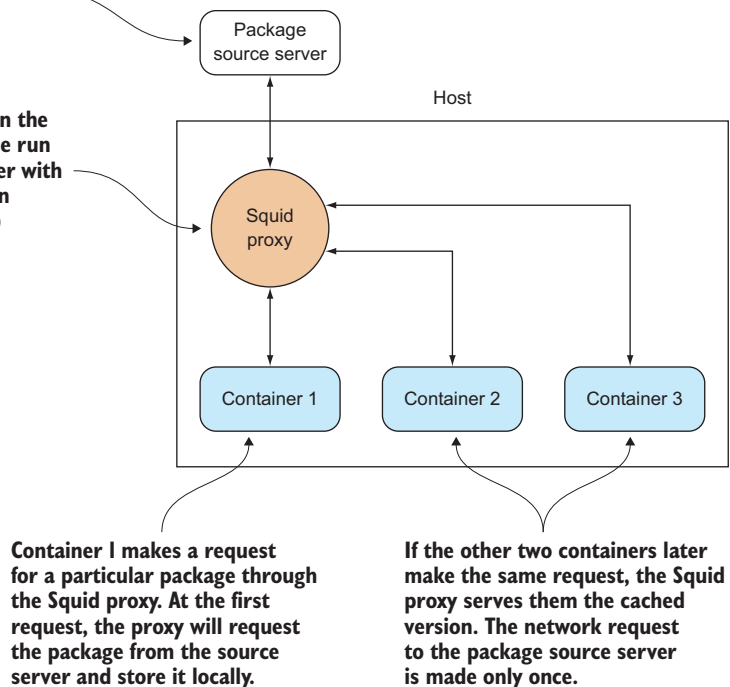 Package
source server
Host
n the
e run
er with
n
Squid
proxy
Container 1
Container 2
Container 3
Container 1 makes a request
for a particular package through
the Squid proxy. At the first
request, the proxy will request
the package from the source
server and store it locally.
If the other two containers later
make the same request, the Squid
proxy serves them the cached
version. The network request
to the package source server
is made only once.